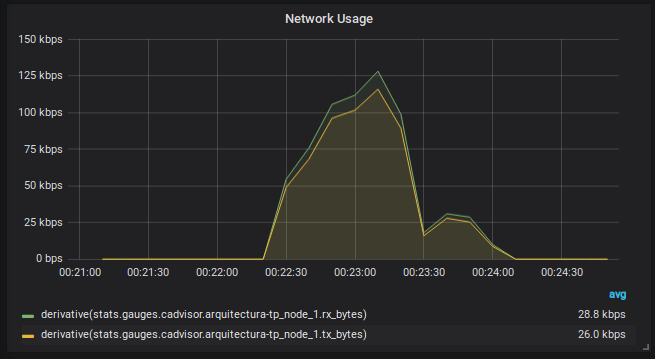 Network Usage
150 kbps
125 kbps
100 kbps
75 kbps
50 kbps
25 kbps
0 bps
00:21:00 00:21:30 00:22:00 00:22:30 00:23:00 00:23:30 00:24:00 00:24:30
avg
derivative(stats.gauges.cadvisor.arquitectura-tp_node_1.rx_bytes) 28.8 kbps
derivative(stats.gauges.cadvisor.arquitectura-tp_node_1.tx_bytes) 26.0 kbps